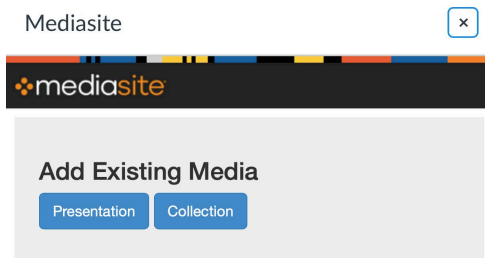 Mediasite
×
mediasite
Add Existing Media
Presentation Collection